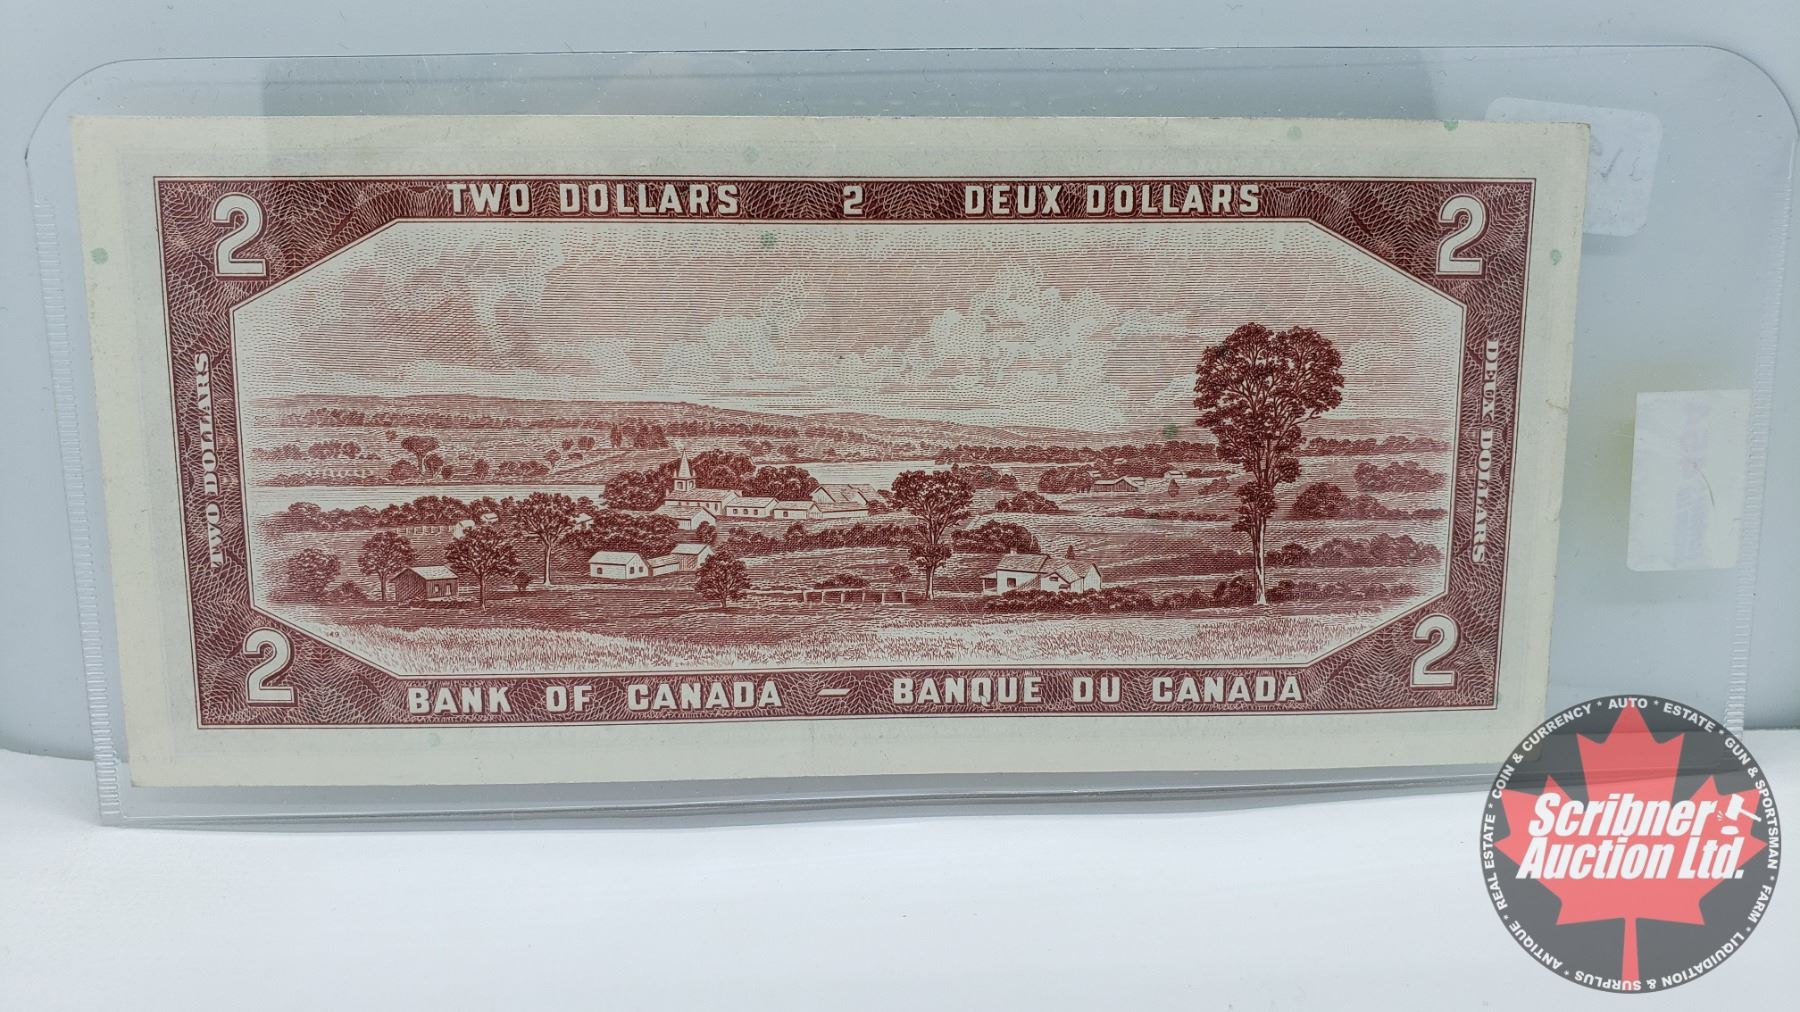 2 TWO DOLLARS 2 DEUX DOLLARS 2
TWO DOLLARS
DEUX DOLLARS
2 BANK OF CANADA — BANQUE DU CANADA 2
Scribner
Auction Ltd.
REAL ESTATE * COIN & CURRENCY * AUTO * ESTATE * GUN & SPORTSMAN * FARM * LIQUIDATION & SURPLUS * ANTIQUE *